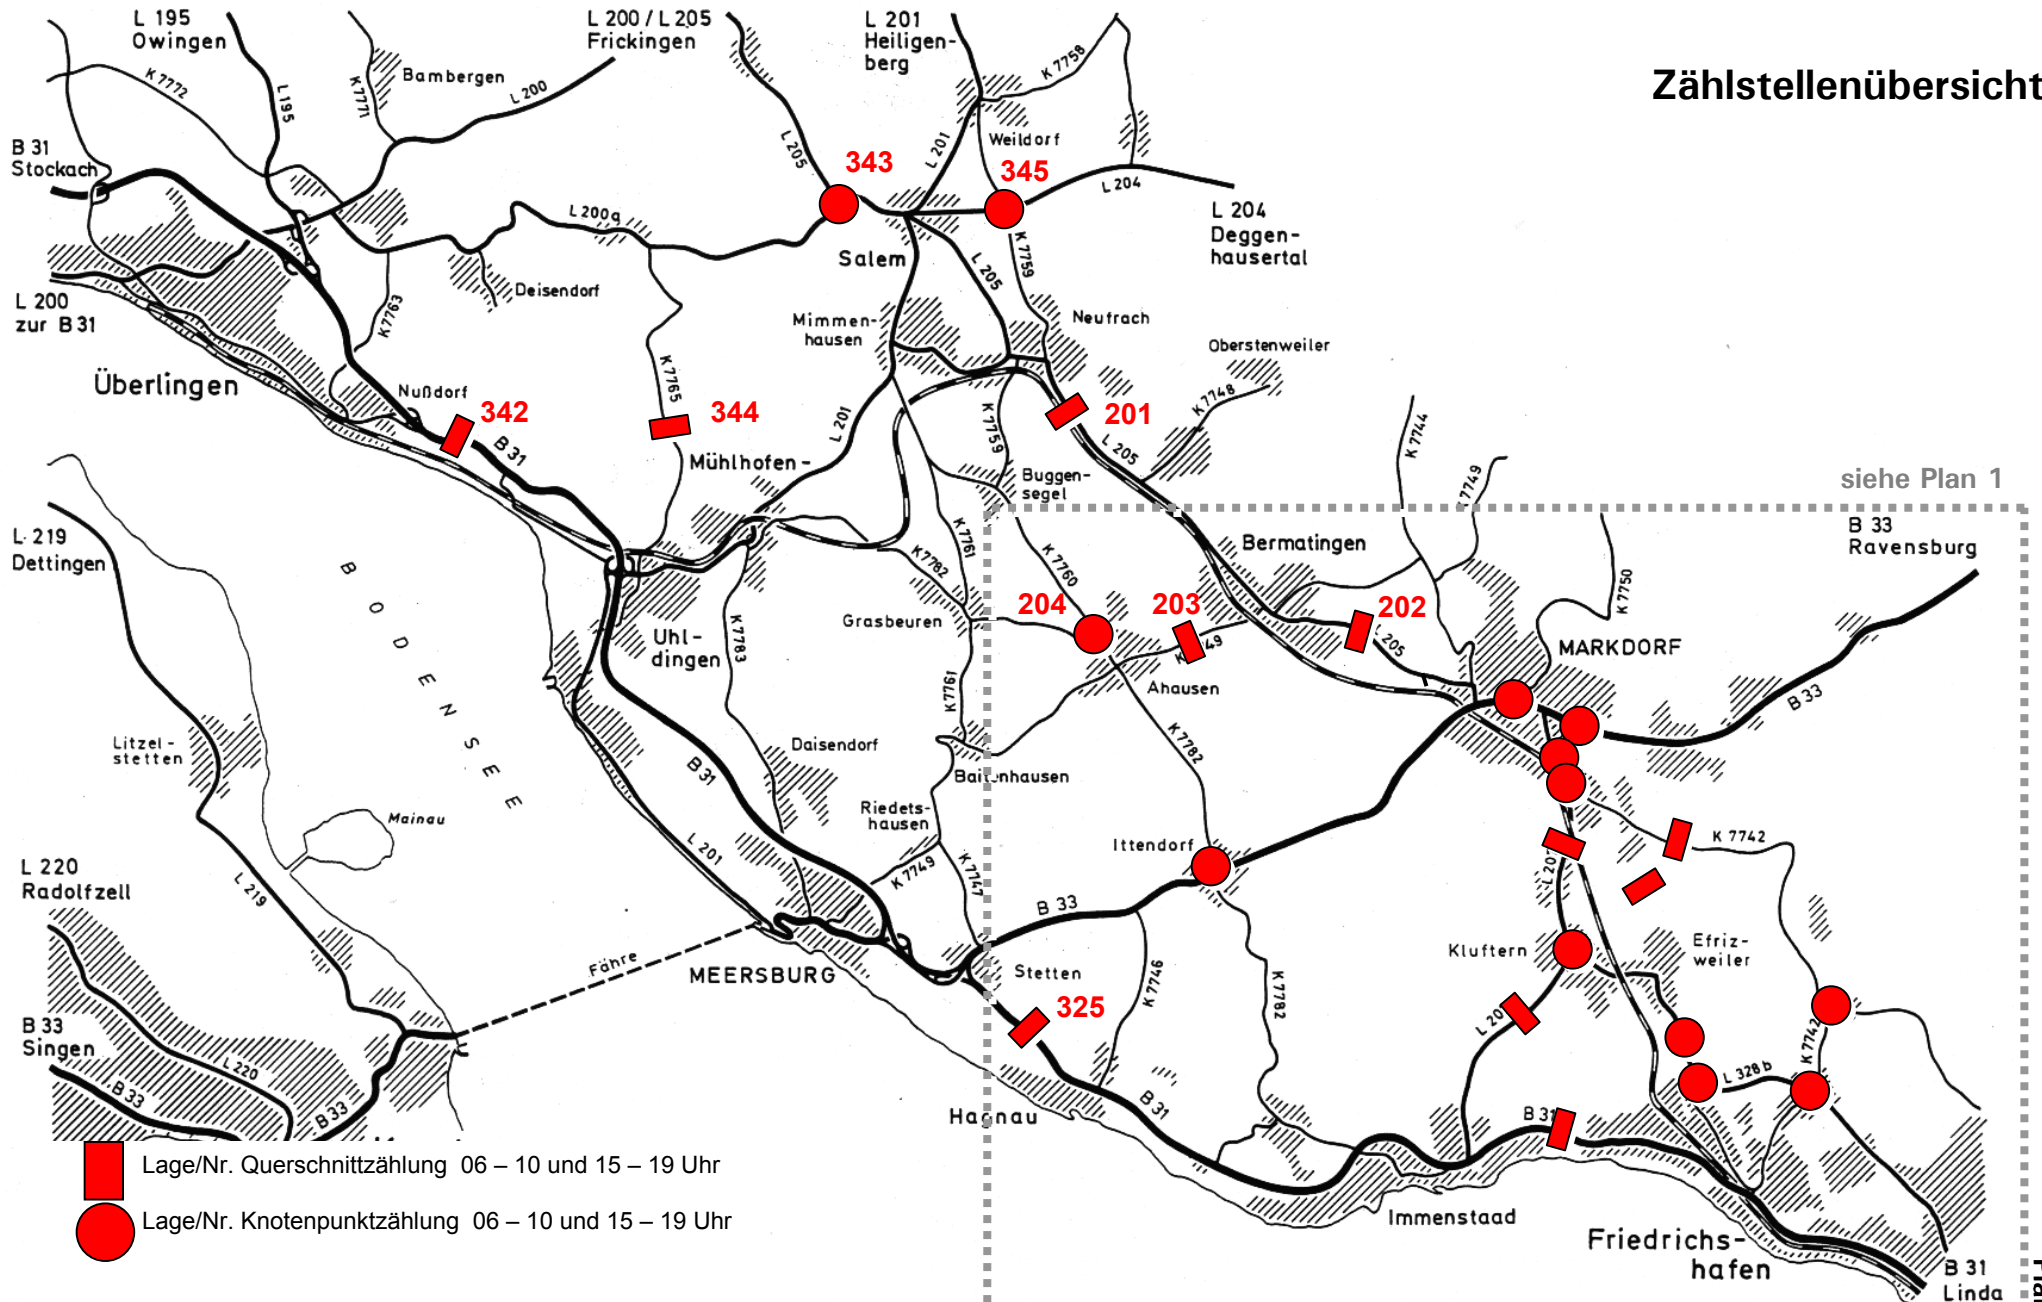 Zählstellenübersicht
L 195
Owingen
L 200 / L 205
Frickingen
L 201
Heiligen-
berg
K 7758
K 7772
L 195
K 7771
Bambergen
L 200
B 31
Stockach
L 205
343
L 201
Weildorf
345
L 204
L 204
Deggen-
hausertal
L 200a
Salem
K 7759
L 205
Deisendorf
L 200
zur B 31
K 7763
Mimmen-
hausen
Neufrach
Oberstenweiler
Überlingen
Nußdorf
342
K 7765
344
201
K 7748
K 7744
B 31
L 201
K 7759
L 205
Mühlhofen-
Buggen-
segel
K 7749
siehe Plan 1
B 33
Ravensburg
L 219
Dettingen
BODENSEE
K 7761
K 7782
K 7760
Bermatingen
K 7750
204
203
202
Grasbeuren
Uhl-
dingen
K 7783
L 205
MARKDORF
Ahausen
K 7761
K 7782
B 33
Litzel-
stetten
Daisendorf
B 31
Baitenhausen
Riedets-
hausen
Mainau
L 201
Ittendorf
K 7742
K 7749
K 7747
L 220
Radolfzell
L 219
B 33
Kluftern
Efriz-
weiler
Fähre
MEERSBURG
Stetten
K 7746
K 7782
325
B 33
Singen
L 220
B 33
B 33
K 7742
L 328 b
Hagnau
B 31
B 31
Immenstaad
Friedrichs-
hafen
B 31
Linda
Lage/Nr. Querschnittzählung 06 – 10 und 15 – 19 Uhr
Lage/Nr. Knotenpunktzählung 06 – 10 und 15 – 19 Uhr